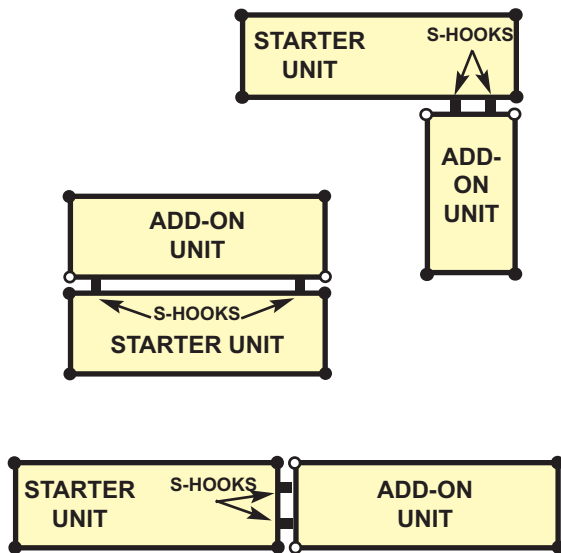 STARTER
UNIT
S-HOOKS
ADD-
ON
UNIT
ADD-ON
UNIT
S-HOOKS
STARTER UNIT
STARTER
UNIT
S-HOOKS
ADD-ON
UNIT